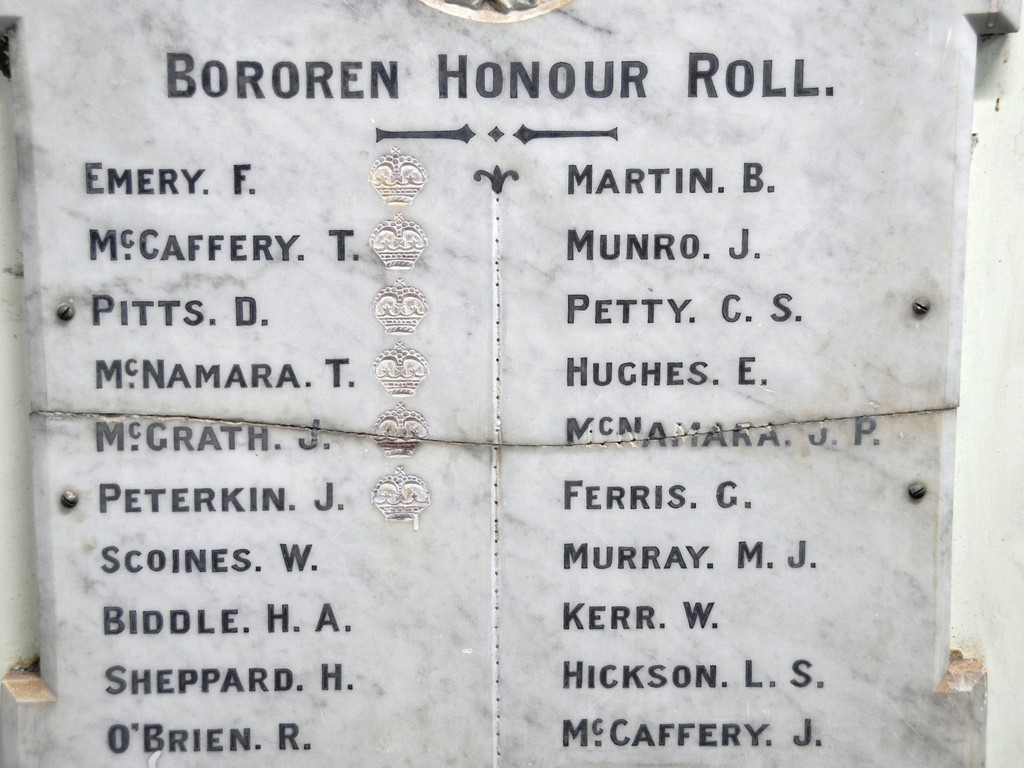 BOROREN HONOUR ROLL.
EMERY. F.
McCAFFERY. T.
PITTS. D.
McNAMARA. T.
McGRATH. J.
PETERKIN. J.
SCOINES. W.
BIDDLE. H. A.
SHEPPARD. H.
O'BRIEN. R.
MARTIN. B.
MUNRO. J.
PETTY. C. S.
HUGHES. E.
McNAMARA. J. P.
FERRIS. G.
MURRAY. M. J.
KERR. W.
HICKSON. L. S.
McCAFFERY. J.